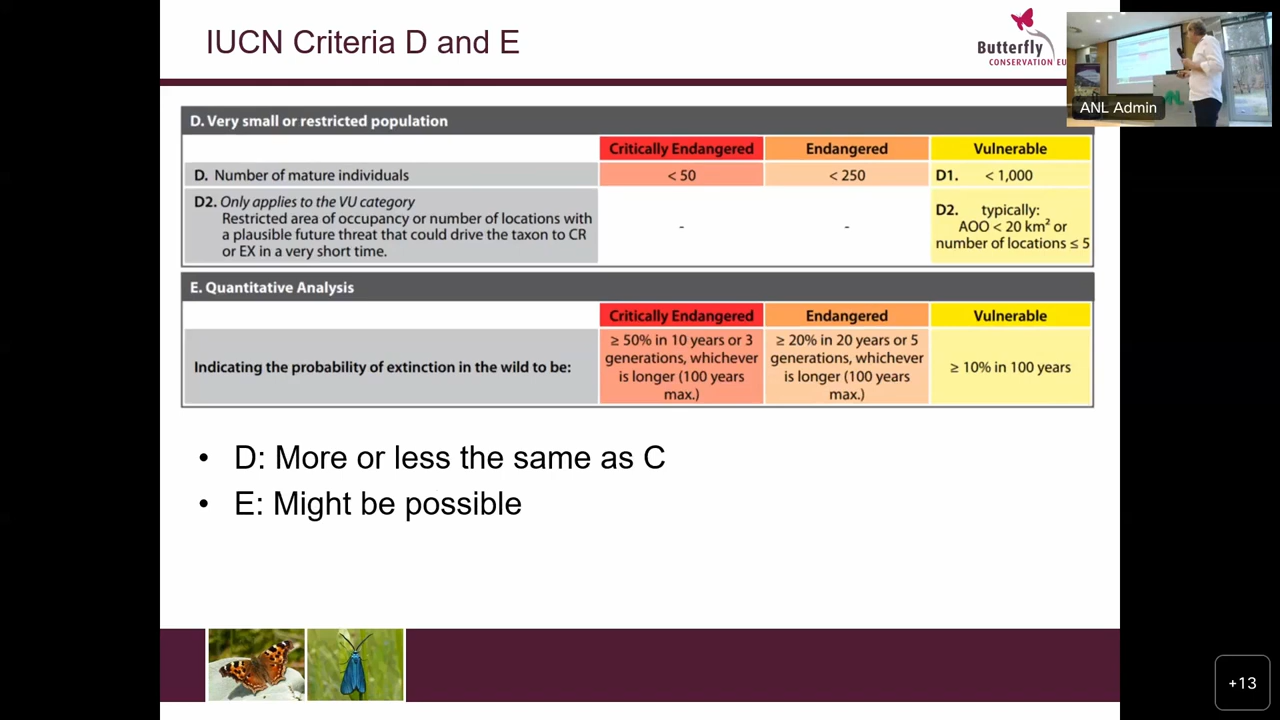 IUCN Criteria D and E
Butterfly
CONSERVATION EU
ANL Admin
D. Very small or restricted population
Critically Endangered
Endangered
Vulnerable
D. Number of mature individuals
< 50
< 250
D1. < 1,000
D2. Only applies to the VU category
Restricted area of occupancy or number of locations with
a plausible future threat that could drive the taxon to CR
or EX in a very short time.
-
-
D2. typically:
AOO < 20 km² or
number of locations ≤ 5
E. Quantitative Analysis
Critically Endangered
Endangered
Vulnerable
Indicating the probability of extinction in the wild to be:
≥ 50% in 10 years or 3
generations, whichever
is longer (100 years
max.)
≥ 20% in 20 years or 5
generations, whichever
is longer (100 years
max.)
≥ 10% in 100 years
• D: More or less the same as C
• E: Might be possible
+13